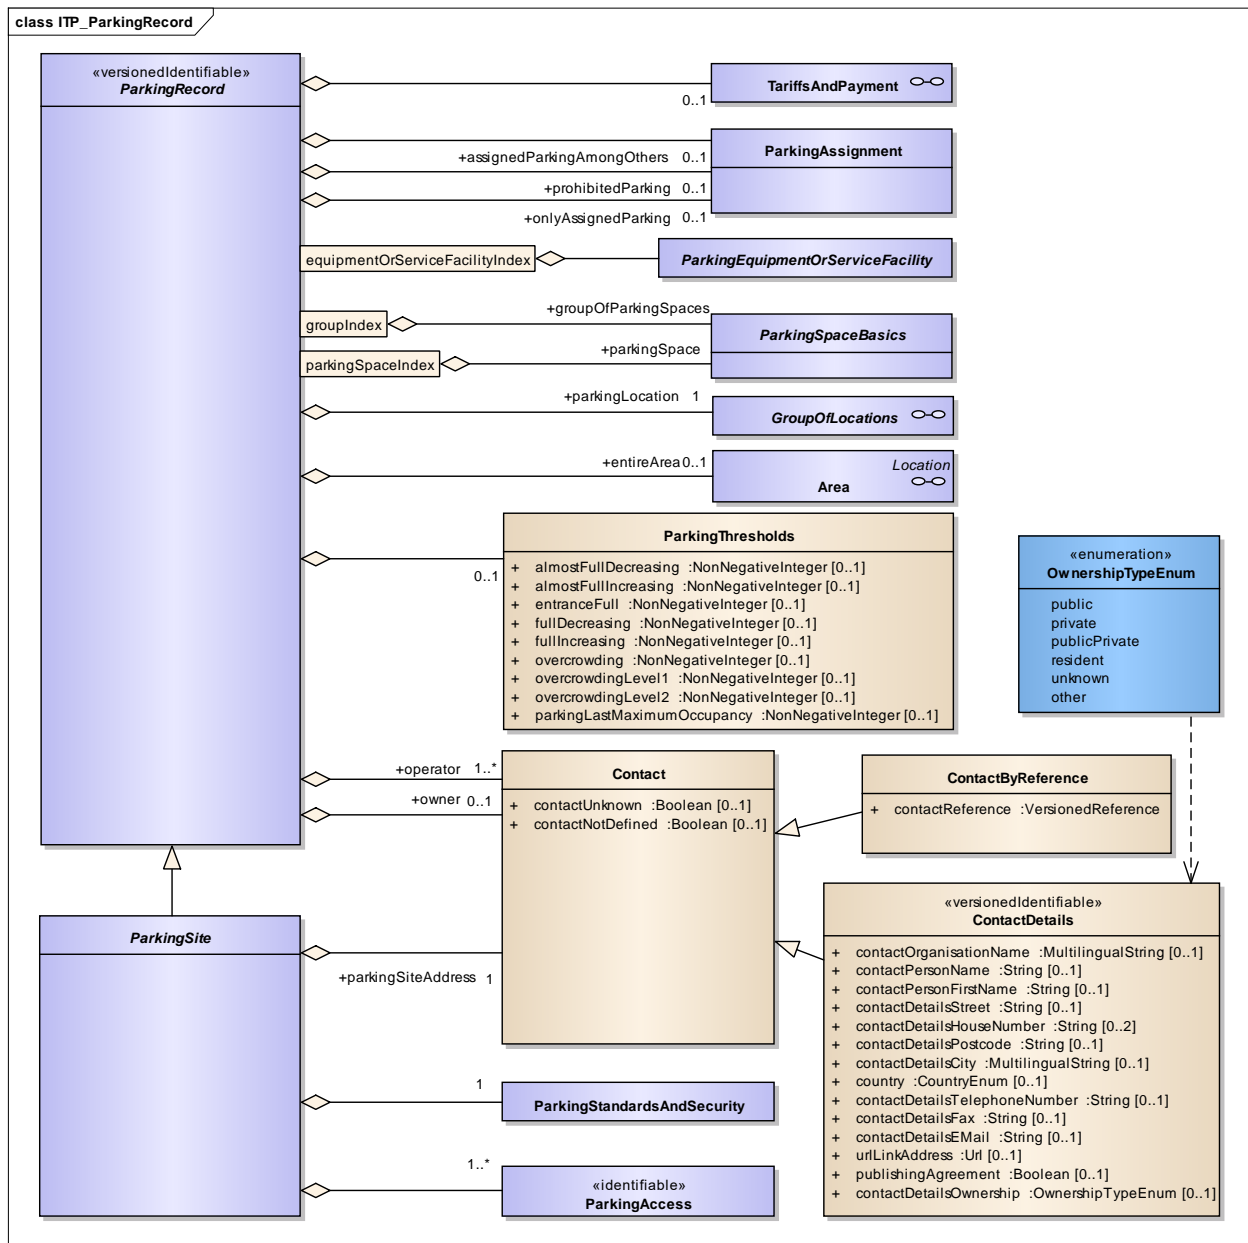 class ITP_ParkingRecord
«versionedIdentifiable»
ParkingRecord
TariffsAndPayment
0..1
ParkingAssignment
+assignedParkingAmongOthers 0..1
+prohibitedParking 0..1
+onlyAssignedParking 0..1
equipmentOrServiceFacilityIndex
ParkingEquipmentOrServiceFacility
groupIndex
+groupOfParkingSpaces
ParkingSpaceBasics
parkingSpaceIndex
+parkingSpace
+parkingLocation 1
GroupOfLocations
+entireArea 0..1
Location
Area
0..1
ParkingThresholds
+ almostFullDecreasing :NonNegativeInteger [0..1]
+ almostFullIncreasing :NonNegativeInteger [0..1]
+ entranceFull :NonNegativeInteger [0..1]
+ fullDecreasing :NonNegativeInteger [0..1]
+ fullIncreasing :NonNegativeInteger [0..1]
+ overcrowding :NonNegativeInteger [0..1]
+ overcrowdingLevel1 :NonNegativeInteger [0..1]
+ overcrowdingLevel2 :NonNegativeInteger [0..1]
+ parkingLastMaximumOccupancy :NonNegativeInteger [0..1]
«enumeration»
OwnershipTypeEnum
public
private
publicPrivate
resident
unknown
other
+operator 1..*
+owner 0..1
Contact
+ contactUnknown :Boolean [0..1]
+ contactNotDefined :Boolean [0..1]
ContactByReference
+ contactReference :VersionedReference
«versionedIdentifiable»
ContactDetails
+ contactOrganisationName :MultilingualString [0..1]
+ contactPersonName :String [0..1]
+ contactPersonFirstName :String [0..1]
+ contactDetailsStreet :String [0..1]
+ contactDetailsHouseNumber :String [0..2]
+ contactDetailsPostcode :String [0..1]
+ contactDetailsCity :MultilingualString [0..1]
+ country :CountryEnum [0..1]
+ contactDetailsTelephoneNumber :String [0..1]
+ contactDetailsFax :String [0..1]
+ contactDetailsEMail :String [0..1]
+ urlLinkAddress :Url [0..1]
+ publishingAgreement :Boolean [0..1]
+ contactDetailsOwnership :OwnershipTypeEnum [0..1]
ParkingSite
+parkingSiteAddress 1
1
ParkingStandardsAndSecurity
1..*
«identifiable»
ParkingAccess